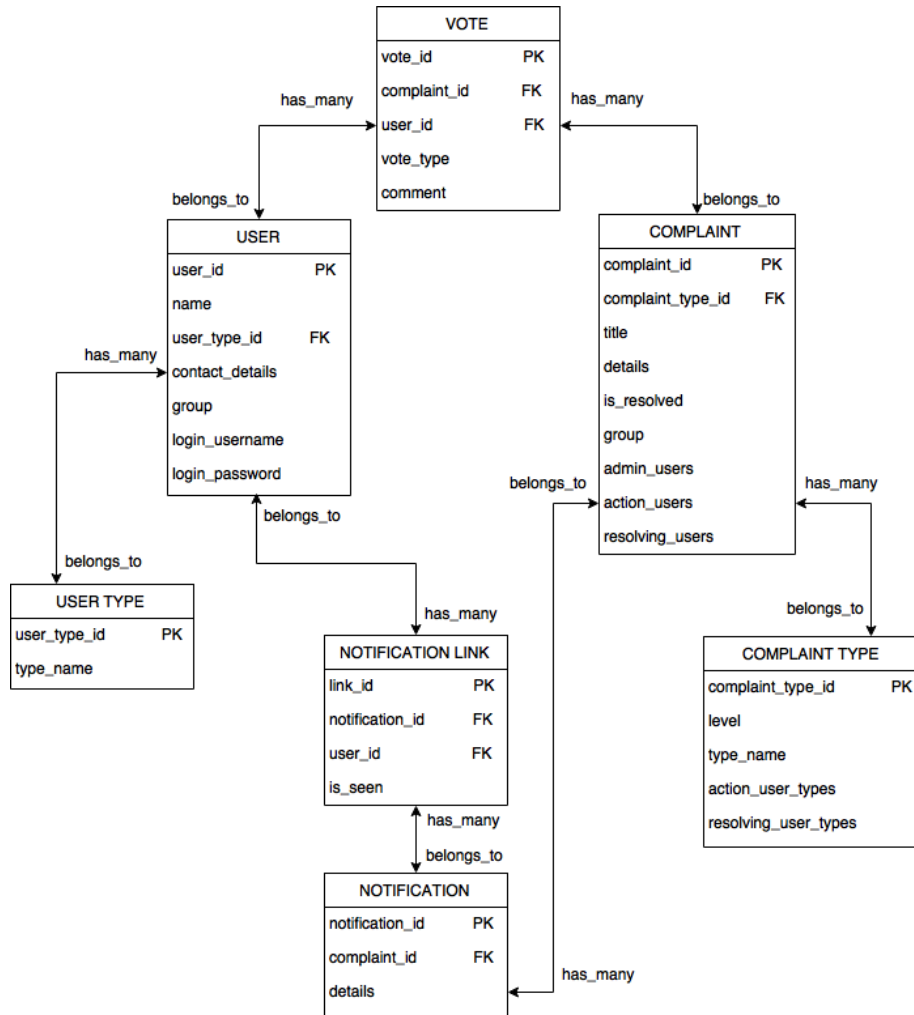 VOTE
vote_id PK
complaint_id FK
user_id FK
vote_type
comment
has_many
has_many
belongs_to
belongs_to
USER
user_id PK
name
user_type_id FK
contact_details
group
login_username
login_password
COMPLAINT
complaint_id PK
complaint_type_id FK
title
details
is_resolved
group
admin_users
action_users
resolving_users
has_many
belongs_to
belongs_to
belongs_to
has_many
has_many
belongs_to
USER TYPE
user_type_id PK
type_name
NOTIFICATION LINK
link_id PK
notification_id FK
user_id FK
is_seen
COMPLAINT TYPE
complaint_type_id PK
level
type_name
action_user_types
resolving_user_types
has_many
belongs_to
NOTIFICATION
notification_id PK
complaint_id FK
details
has_many